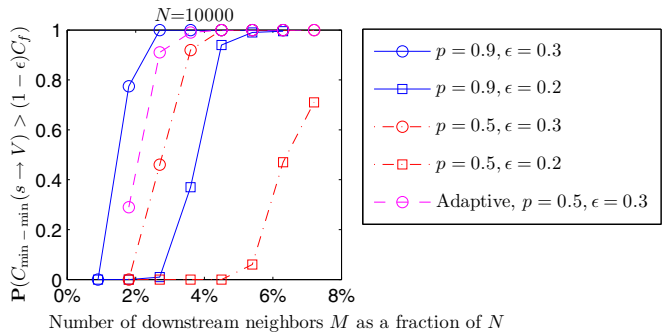 N=10000
P(C_{min−min}(s → V) > (1 − ϵ)C_f)
1
0.8
0.6
0.4
0.2
0
0% 2% 4% 6% 8%
Number of downstream neighbors M as a fraction of N
p = 0.9, ϵ = 0.3
p = 0.9, ϵ = 0.2
p = 0.5, ϵ = 0.3
p = 0.5, ϵ = 0.2
Adaptive, p = 0.5, ϵ = 0.3